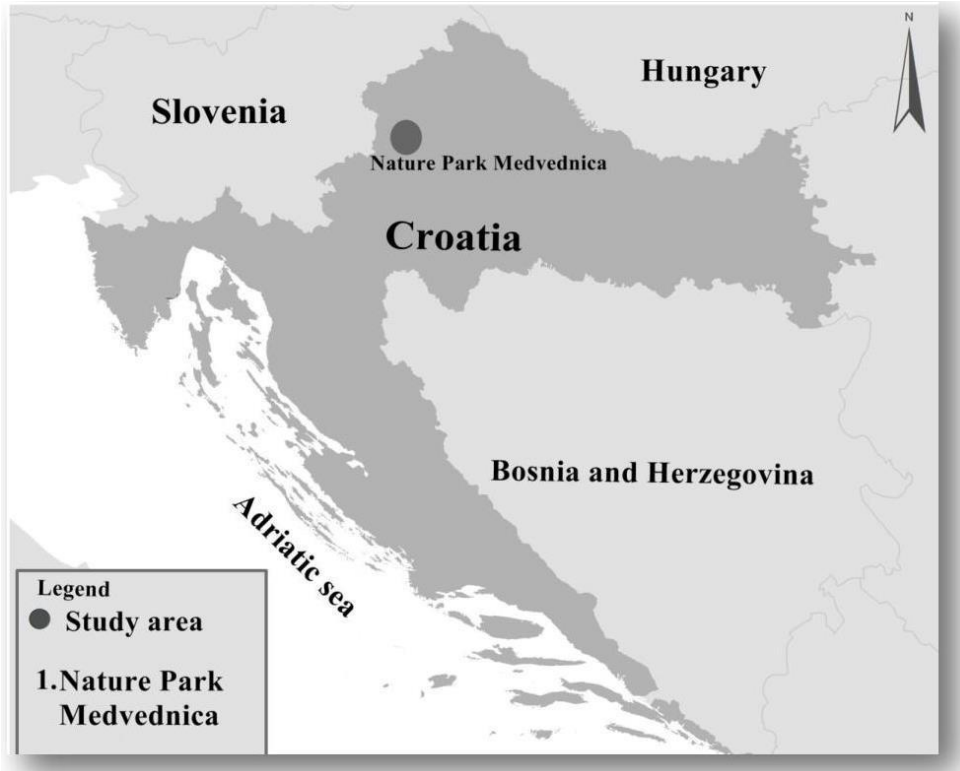 N
Hungary
Slovenia
Nature Park Medvednica
Croatia
Bosnia and Herzegovina
Adriatic sea
Legend
Study area
1.Nature Park
Medvednica